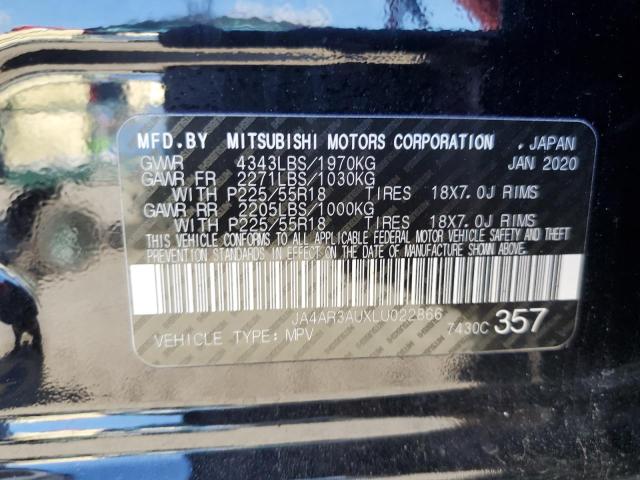 MFD.BY MITSUBISHI MOTORS CORPORATION . JAPAN
GVWR 4343LBS/1970KG JAN 2020
GAWR FR 2271LBS/1030KG
WITH P225/55R18 TIRES 18X7.0J RIMS
GAWR RR 2205LBS/1000KG
WITH P225/55R18 TIRES 18X7.0J RIMS
THIS VEHICLE CONFORMS TO ALL APPLICABLE FEDERAL MOTOR VEHICLE SAFETY AND THEFT
PREVENTION STANDARDS IN EFFECT ON THE DATE OF MANUFACTURE SHOWN ABOVE.
JA4AR3AUXLU022866
VEHICLE TYPE: MPV 7430C 357